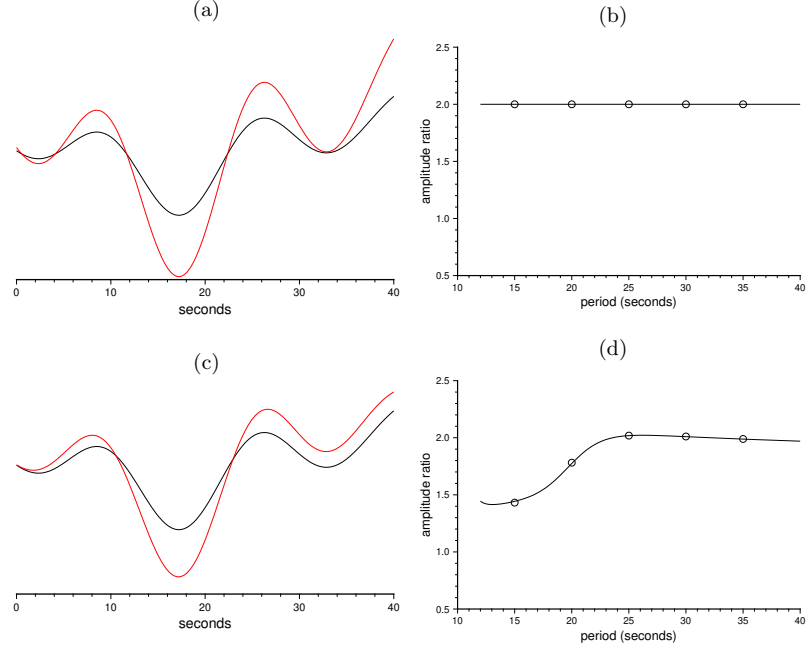 (a)
0 10 20 30 40
seconds
(b)
2.5
2.0
1.5
1.0
0.5
amplitude ratio
10 15 20 25 30 35 40
period (seconds)
(c)
0 10 20 30 40
seconds
(d)
2.5
2.0
1.5
1.0
0.5
amplitude ratio
10 15 20 25 30 35 40
period (seconds)